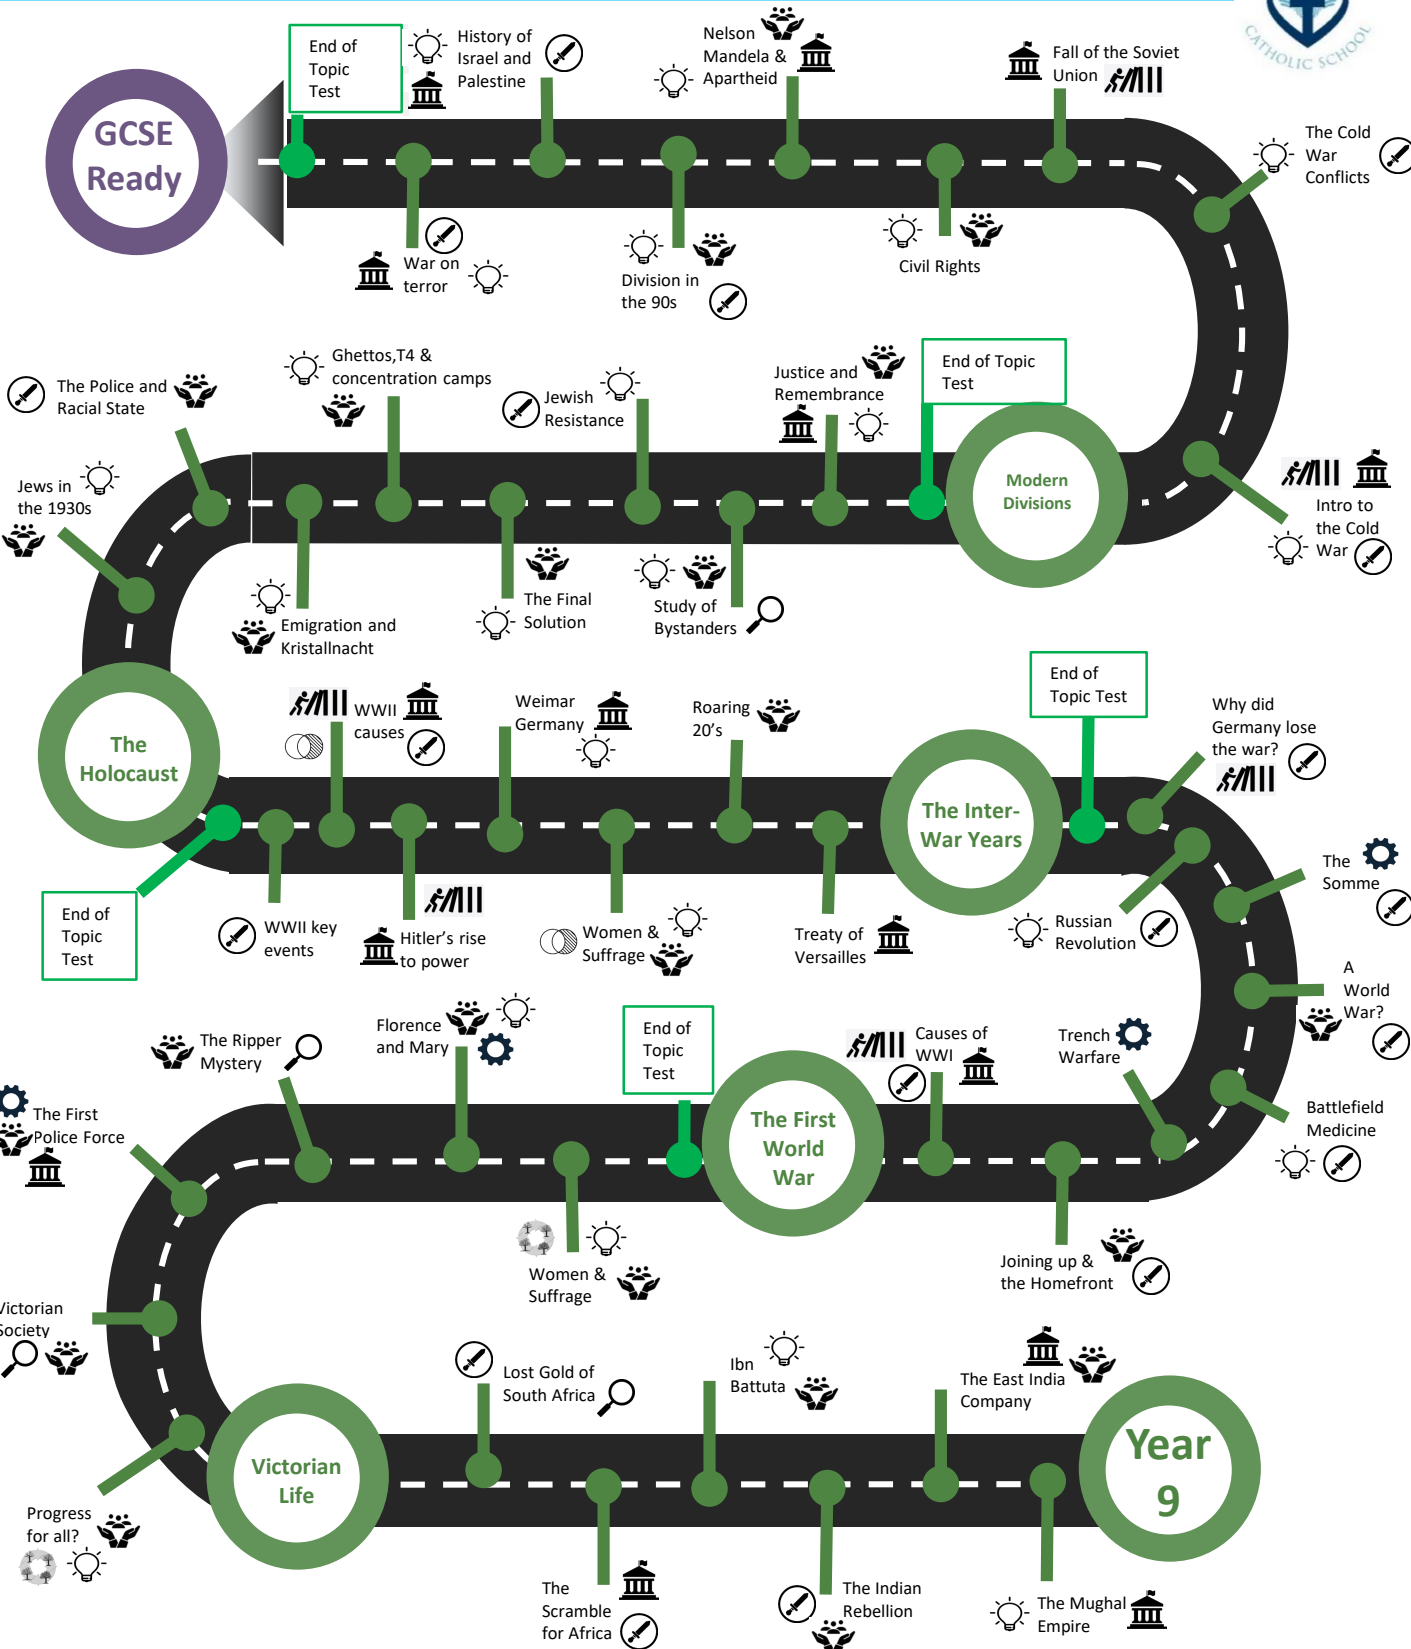 CATHOLIC SCHOOL
GCSE
Ready
End of
Topic
Test
History of
Israel and
Palestine
Nelson
Mandela &
Apartheid
Fall of the Soviet
Union
The Cold
War
Conflicts
War on
terror
Division in
the 90s
Civil Rights
The Police and
Racial State
Ghettos,T4 &
concentration camps
Jewish
Resistance
Justice and
Remembrance
End of Topic
Test
Modern
Divisions
Intro to
the Cold
War
Jews in
the 1930s
Emigration and
Kristallnacht
The Final
Solution
Study of
Bystanders
The
Holocaust
WWII
causes
Weimar
Germany
Roaring
20's
The Inter-
War Years
End of
Topic Test
Why did
Germany lose
the war?
The
Somme
End of
Topic
Test
WWII key
events
Hitler's rise
to power
Women &
Suffrage
Treaty of
Versailles
Russian
Revolution
A
World
War?
The Ripper
Mystery
Florence
and Mary
End of
Topic
Test
The First
World
War
Causes of
WWI
Trench
Warfare
Battlefield
Medicine
The First
Police Force
Women &
Suffrage
Joining up &
the Homefront
Victorian
Society
Progress
for all?
Victorian
Life
Lost Gold of
South Africa
Ibn
Battuta
The East India
Company
Year
9
The
Scramble
for Africa
The Indian
Rebellion
The Mughal
Empire